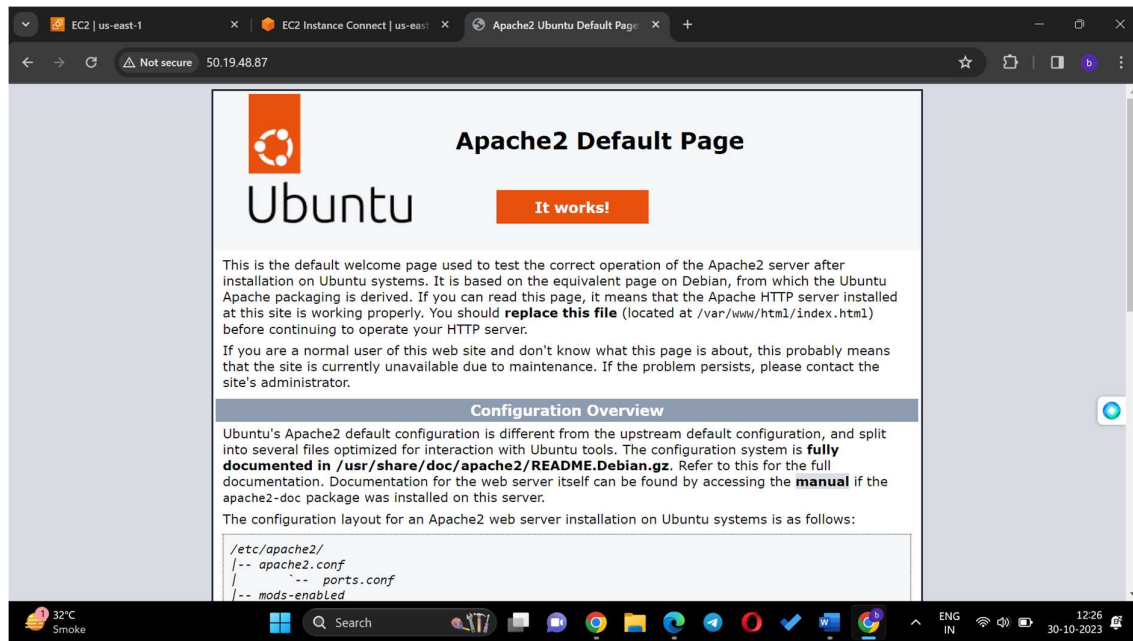 EC2 | us-east-1
EC2 Instance Connect | us-east
Apache2 Ubuntu Default Page
Not secure
50.19.48.87
b
Apache2 Default Page
Ubuntu
It works!
This is the default welcome page used to test the correct operation of the Apache2 server after
installation on Ubuntu systems. It is based on the equivalent page on Debian, from which the Ubuntu
Apache packaging is derived. If you can read this page, it means that the Apache HTTP server installed
at this site is working properly. You should replace this file (located at /var/www/html/index.html)
before continuing to operate your HTTP server.
If you are a normal user of this web site and don't know what this page is about, this probably means
that the site is currently unavailable due to maintenance. If the problem persists, please contact the
site's administrator.
Configuration Overview
Ubuntu's Apache2 default configuration is different from the upstream default configuration, and split
into several files optimized for interaction with Ubuntu tools. The configuration system is fully
documented in /usr/share/doc/apache2/README.Debian.gz. Refer to this for the full
documentation. Documentation for the web server itself can be found by accessing the manual if the
apache2-doc package was installed on this server.
The configuration layout for an Apache2 web server installation on Ubuntu systems is as follows:
/etc/apache2/
|-- apache2.conf
|       `--  ports.conf
|-- mods-enabled
1
32°C
Smoke
Search
ENG
IN
12:26
30-10-2023